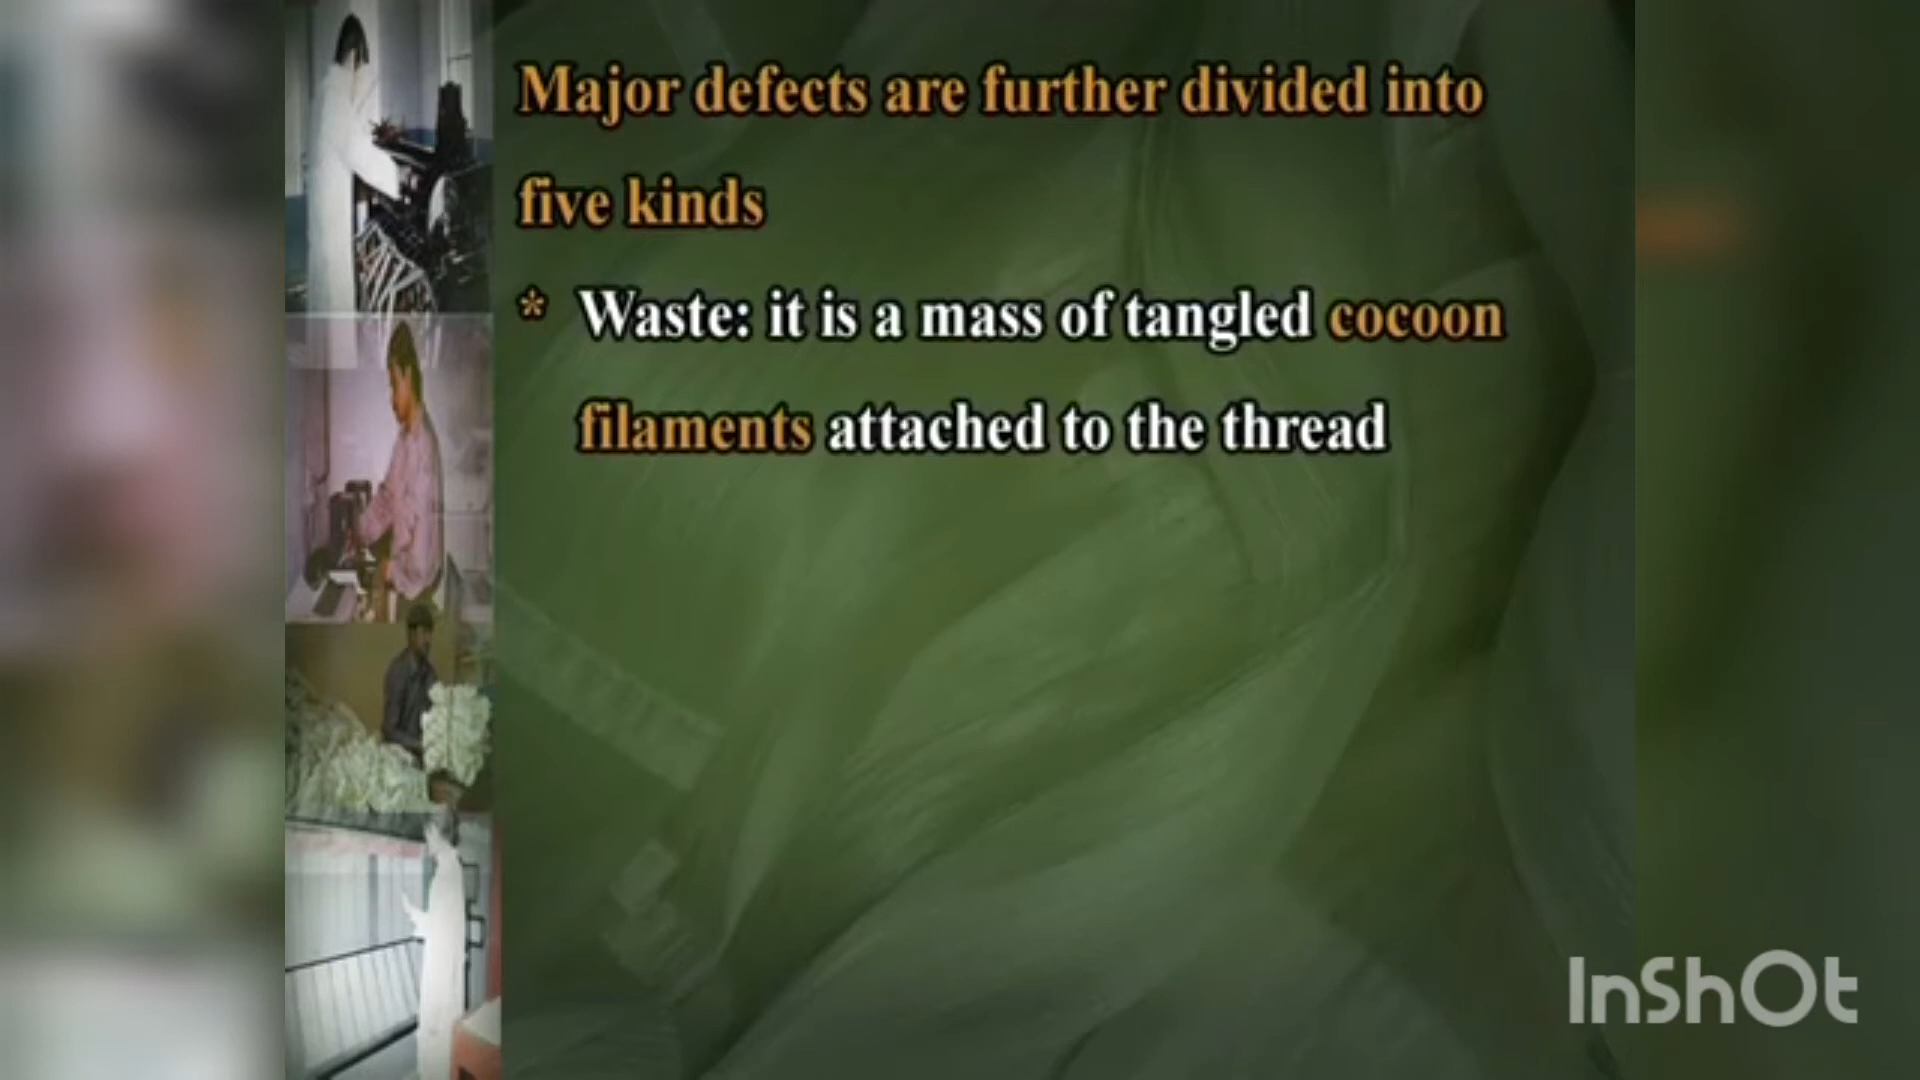 Major defects are further divided into
five kinds
* Waste: it is a mass of tangled cocoon
filaments attached to the thread
InShOt